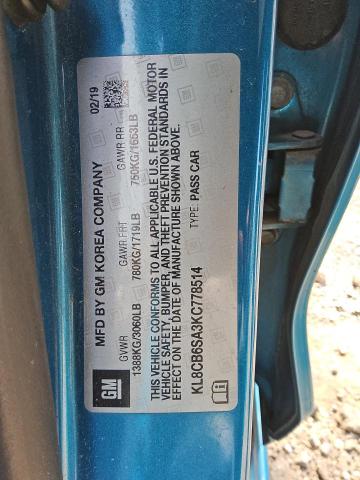 GM
MFD BY GM KOREA COMPANY 02/19
GVWR GAWR FRT GAWR RR
1388KG/3060LB 780KG/1719LB 750KG/1653LB
THIS VEHICLE CONFORMS TO ALL APPLICABLE U.S. FEDERAL MOTOR
VEHICLE SAFETY, BUMPER, AND THEFT PREVENTION STANDARDS IN
EFFECT ON THE DATE OF MANUFACTURE SHOWN ABOVE.
KL8CB6SA3KC778514 TYPE: PASS CAR